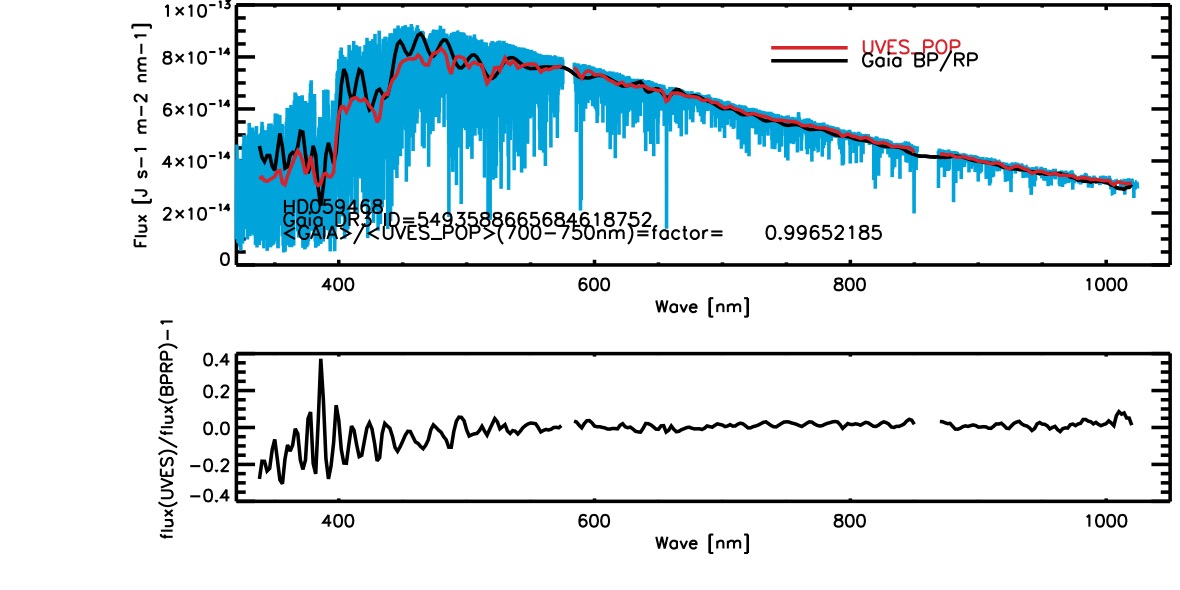 1×10−13
8×10−14
6×10−14
4×10−14
2×10−14
0
Flux [J s−1 m−2 nm−1]
UVES_POP
Gaia BP/RP
HD059468
Gaia DR3 ID=5493588665684618752
<GAIA>/<UVES_POP>(700−750nm)=factor= 0.99652185
400 600 800 1000
Wave [nm]
flux(UVES)/flux(BPRP)−1
0.4
0.2
0.0
−0.2
−0.4
400 600 800 1000
Wave [nm]